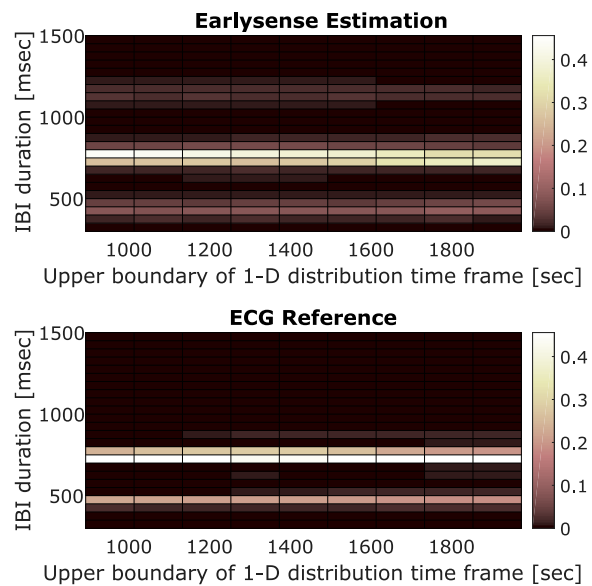 Earlysense Estimation
1500
1000
500
IBI duration [msec]
1000 1200 1400 1600 1800
Upper boundary of 1-D distribution time frame [sec]
0.4
0.3
0.2
0.1
0
ECG Reference
1500
1000
500
IBI duration [msec]
1000 1200 1400 1600 1800
Upper boundary of 1-D distribution time frame [sec]
0.4
0.3
0.2
0.1
0